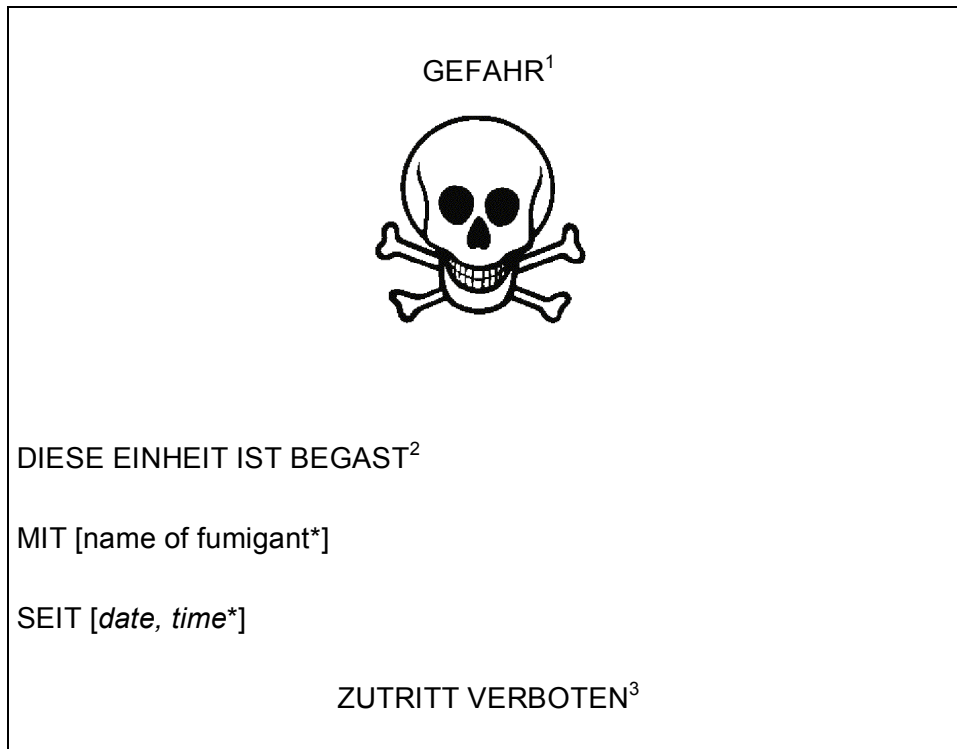 GEFAHR¹
DIESE EINHEIT IST BEGAST²
MIT [name of fumigant*]
SEIT [date, time*]
ZUTRITT VERBOTEN³